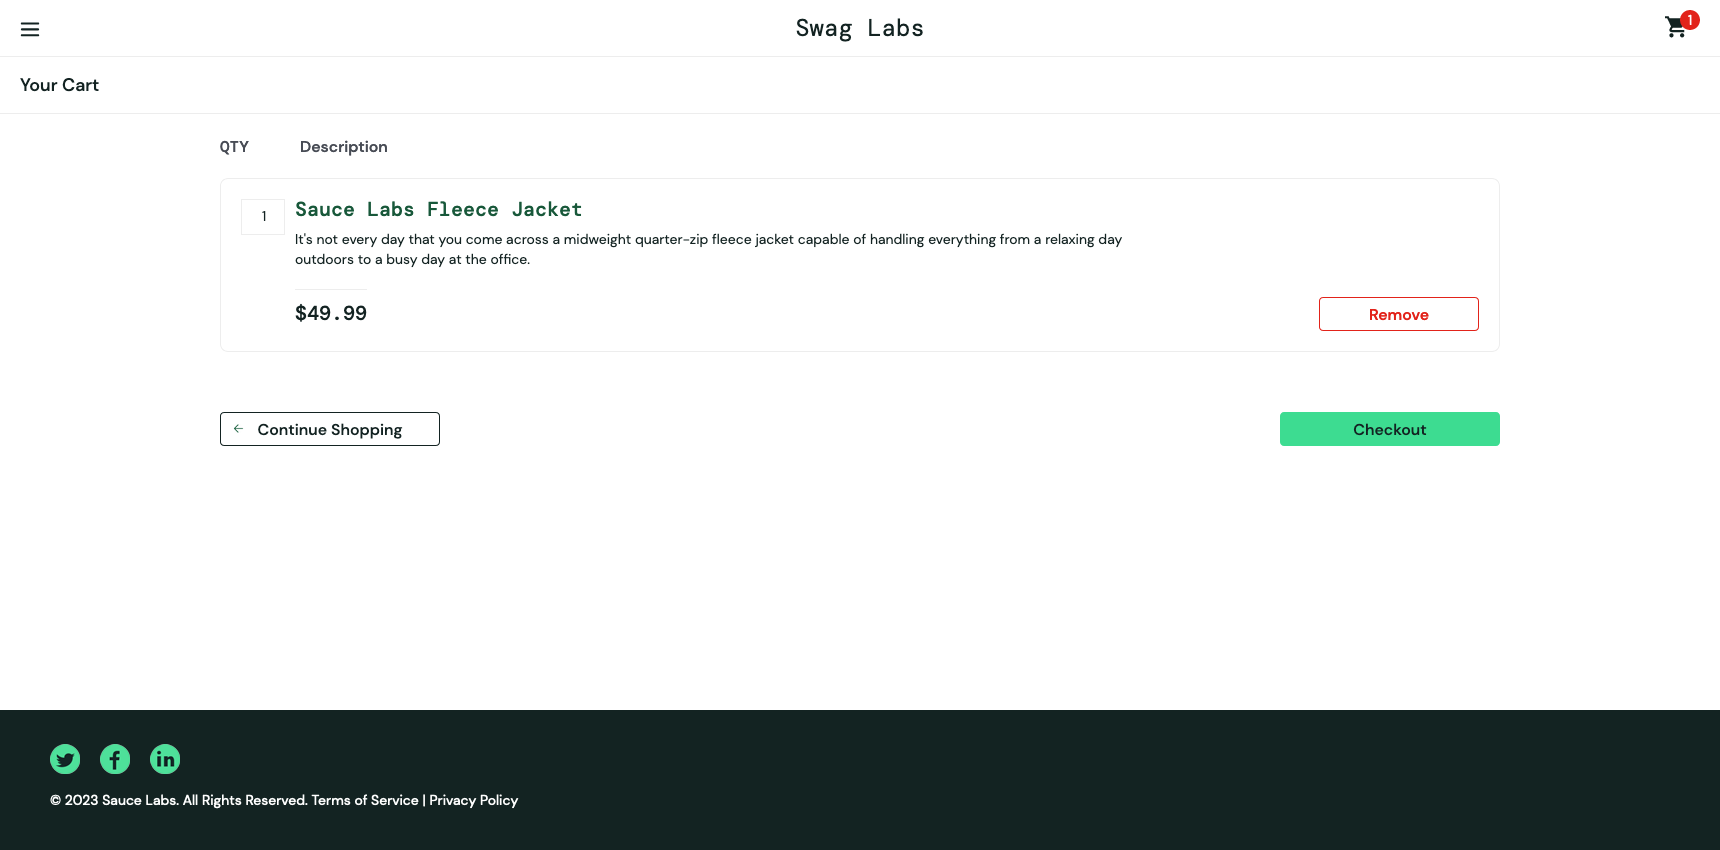 Swag Labs
1
Your Cart
QTY Description
1
Sauce Labs Fleece Jacket
It's not every day that you come across a midweight quarter-zip fleece jacket capable of handling everything from a relaxing day
outdoors to a busy day at the office.
$49.99
Remove
Continue Shopping
Checkout
© 2023 Sauce Labs. All Rights Reserved. Terms of Service | Privacy Policy